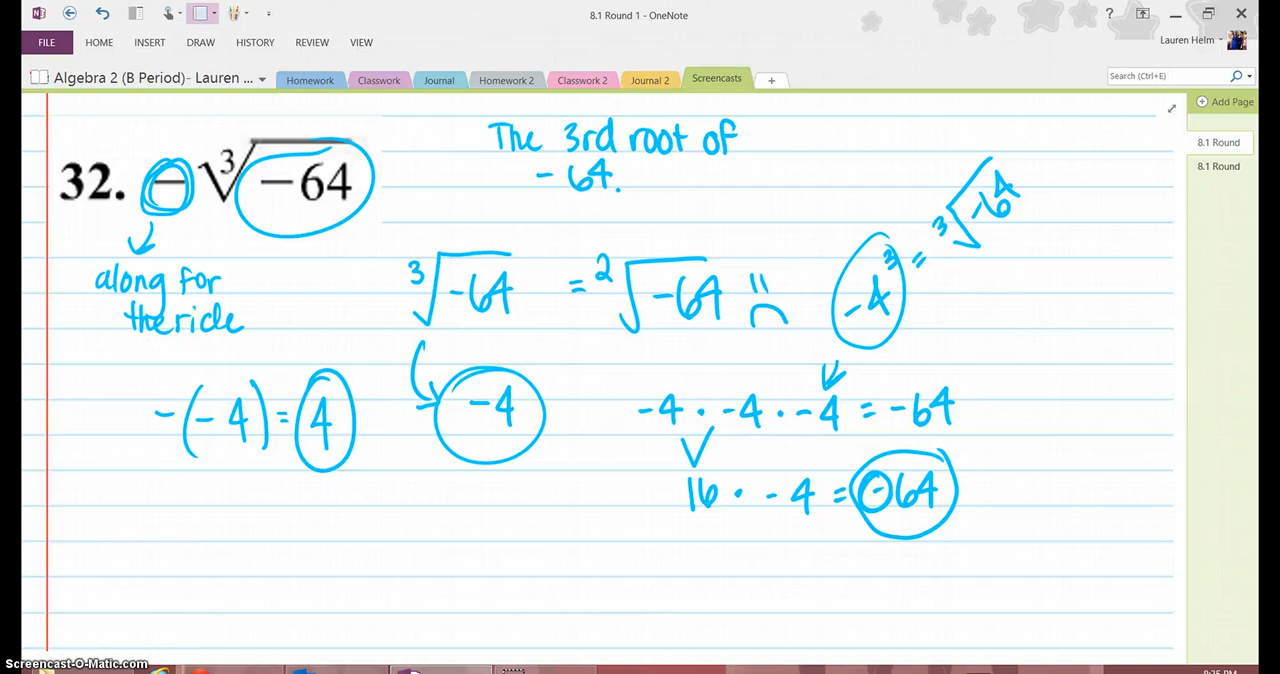 8.1 Round 1 - OneNote
FILE HOME INSERT DRAW HISTORY REVIEW VIEW
Lauren Helm
Algebra 2 (B Period)- Lauren ...
Homework Classwork Journal Homework 2 Classwork 2 Journal 2 Screencasts
Search (Ctrl+E)
Add Page
8.1 Round
8.1 Round
The 3rd root of
- 64.
32. - ∛-64
along for
the ride
³√-64 = ²√-64
-4³ = ³√-64
-(-4) = 4
-4
-4 · -4 · -4 = -64
16 · -4 = -64
Screencast-O-Matic.com